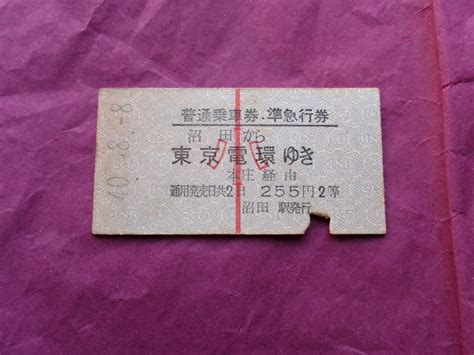 40.-8.-8
普通乗車券・準急行券
沼田から
小
東京電環ゆき
本庄経由
通用発売日共2日 255円2等
沼田 駅発行